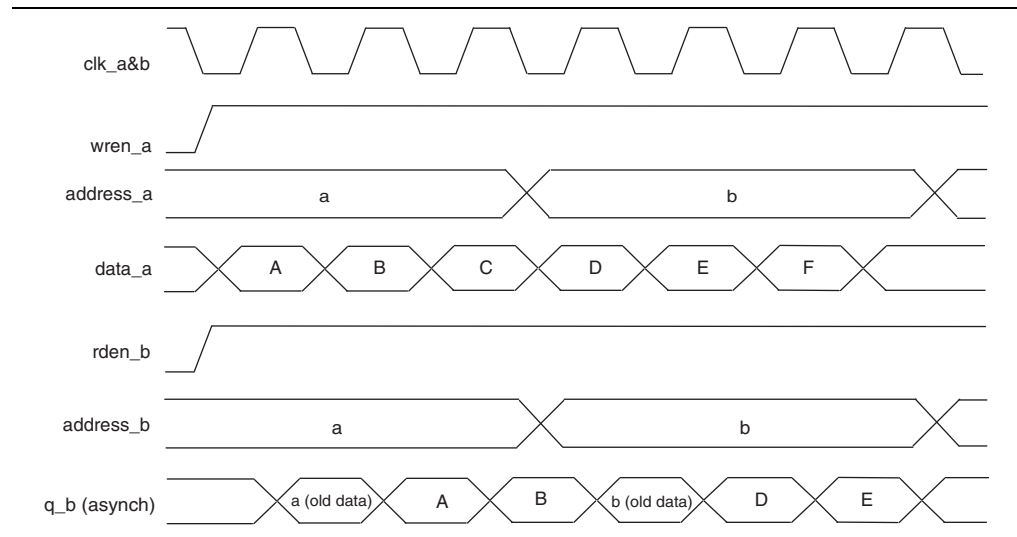 clk_a&b
wren_a
address_a a b
data_a A B C D E F
rden_b
address_b a b
q_b (asynch) a (old data) A B b (old data) D E